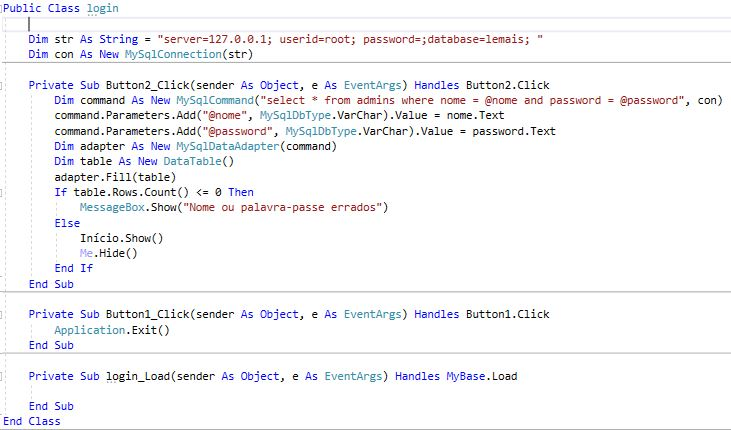 Public Class login
Dim str As String = "server=127.0.0.1; userid=root; password=;database=lemais; "
Dim con As New MySqlConnection(str)
Private Sub Button2_Click(sender As Object, e As EventArgs) Handles Button2.Click
Dim command As New MySqlCommand("select * from admins where nome = @nome and password = @password", con)
command.Parameters.Add("@nome", MySqlDbType.VarChar).Value = nome.Text
command.Parameters.Add("@password", MySqlDbType.VarChar).Value = password.Text
Dim adapter As New MySqlDataAdapter(command)
Dim table As New DataTable()
adapter.Fill(table)
If table.Rows.Count() <= 0 Then
MessageBox.Show("Nome ou palavra-passe errados")
Else
Início.Show()
Me.Hide()
End If
End Sub
Private Sub Button1_Click(sender As Object, e As EventArgs) Handles Button1.Click
Application.Exit()
End Sub
Private Sub login_Load(sender As Object, e As EventArgs) Handles MyBase.Load
End Sub
End Class